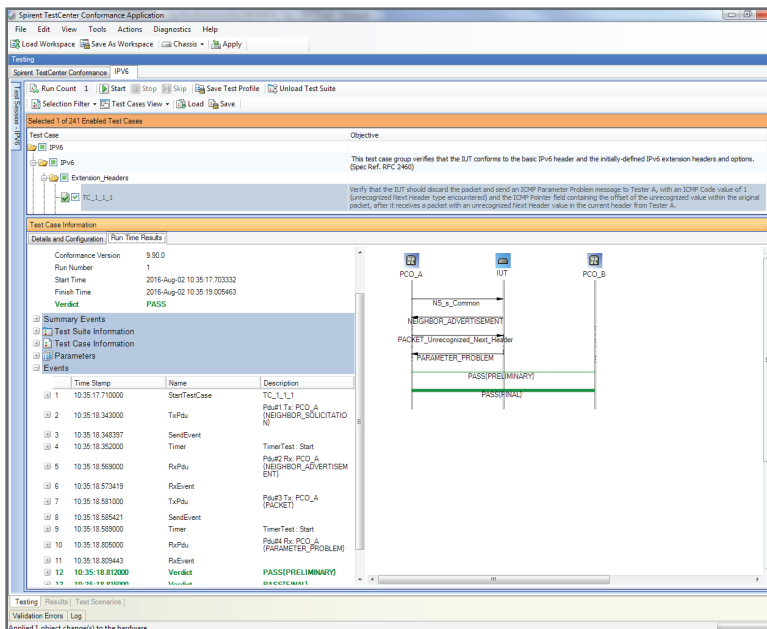 Spirent TestCenter Conformance Application
File Edit View Tools Actions Diagnostics Help
Load Workspace Save As Workspace Chassis Apply
Testing
Spirent TestCenter Conformance IPV6
Test Session - IPV6
Run Count 1 Start Stop Skip Save Test Profile Unload Test Suite
Selection Filter Test Cases View Load Save
Selected 1 of 241 Enabled Test Cases
Test Case Objective
IPV6
IPv6 This test case group verifies that the IUT conforms to the basic IPv6 header and the initially-defined IPv6 extension headers and options.
(Spec Ref. RFC 2460)
Extension_Headers
TC_1_1_1 Verify that the IUT should discard the packet and send an ICMP Parameter Problem message to Tester A, with an ICMP Code value of 1
(unrecognized Next Header type encountered) and the ICMP Pointer field containing the offset of the unrecognized value within the original
packet, after it receives a packet with an unrecognized Next Header value in the current header from Tester A.
Test Case Information
Details and Configuration Run Time Results
Conformance Version 9.90.0
Run Number 1
Start Time 2016-Aug-02 10:35:17.703332
Finish Time 2016-Aug-02 10:35:19.005463
Verdict PASS
Summary Events
Test Suite Information
Test Case Information
Parameters
Events
Time Stamp Name Description
1 10:35:17.710000 StartTestCase TC_1_1_1
2 10:35:18.343000 TxPdu Pdu#1 Tx: PCO_A
(NEIGHBOR_SOLICITATIO
N)
3 10:35:18.348397 SendEvent
4 10:35:18.352000 Timer TimerTest : Start
5 10:35:18.569000 RxPdu Pdu#2 Rx: PCO_A
(NEIGHBOR_ADVERTISEM
ENT)
6 10:35:18.573419 RxEvent
7 10:35:18.581000 TxPdu Pdu#3 Tx: PCO_A
(PACKET)
8 10:35:18.585421 SendEvent
9 10:35:18.589000 Timer TimerTest : Start
10 10:35:18.805000 RxPdu Pdu#4 Rx: PCO_A
(PARAMETER_PROBLEM)
11 10:35:18.809443 RxEvent
12 10:35:18.812000 Verdict PASS(PRELIMINARY)
13 10:35:18.815000 Verdict PASS(FINAL)
PCO_A IUT PCO_B
NS_s_Common
NEIGHBOR_ADVERTISEMENT
PACKET_Unrecognized_Next_Header
PARAMETER_PROBLEM
PASS(PRELIMINARY)
PASS(FINAL)
Testing Results Test Scenarios
Validation Errors Log
Applied 1 object change(s) to the hardware